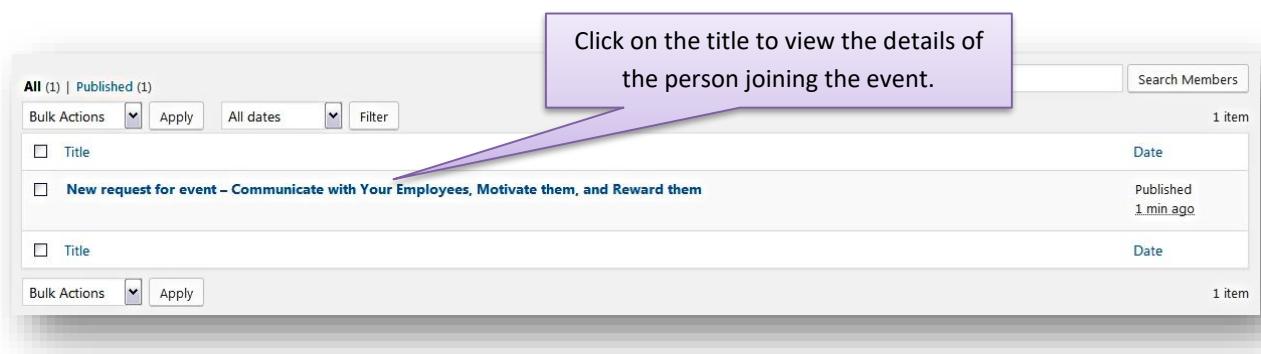 Click on the title to view the details of
the person joining the event.
All (1) | Published (1)
Search Members
Bulk Actions Apply All dates Filter 1 item
Title Date
New request for event – Communicate with Your Employees, Motivate them, and Reward them Published
1 min ago
Title Date
Bulk Actions Apply 1 item